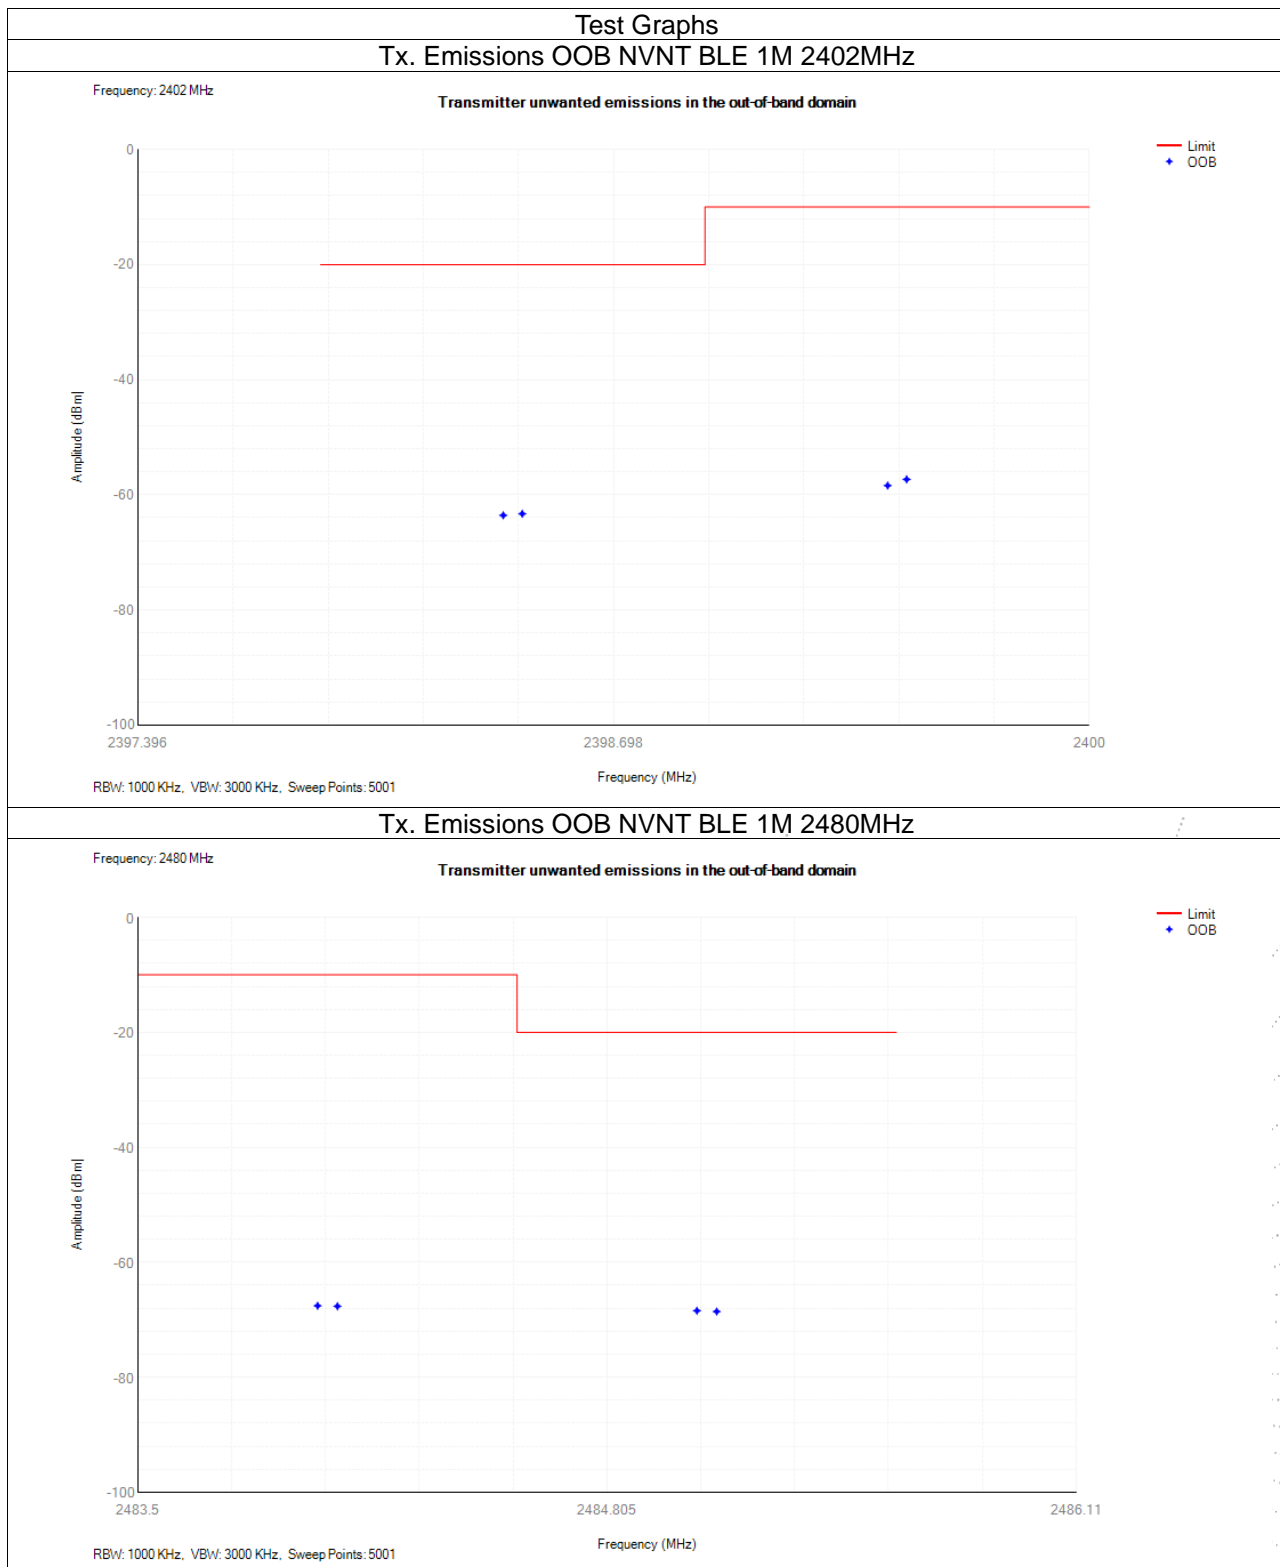 Test Graphs
Tx. Emissions OOB NVNT BLE 1M 2402MHz
Frequency: 2402 MHz
Transmitter unwanted emissions in the out-of-band domain
Limit
OOB
0
-20
-40
-60
-80
-100
Amplitude (dBm|
2397.396
2398.698
2400
Frequency (MHz)
RBW: 1000 KHz, VBW: 3000 KHz, Sweep Points: 5001
Tx. Emissions OOB NVNT BLE 1M 2480MHz
Frequency: 2480 MHz
Transmitter unwanted emissions in the out-of-band domain
Limit
OOB
0
-20
-40
-60
-80
-100
Amplitude (dBm|
2483.5
2484.805
2486.11
Frequency (MHz)
RBW: 1000 KHz, VBW: 3000 KHz, Sweep Points: 5001